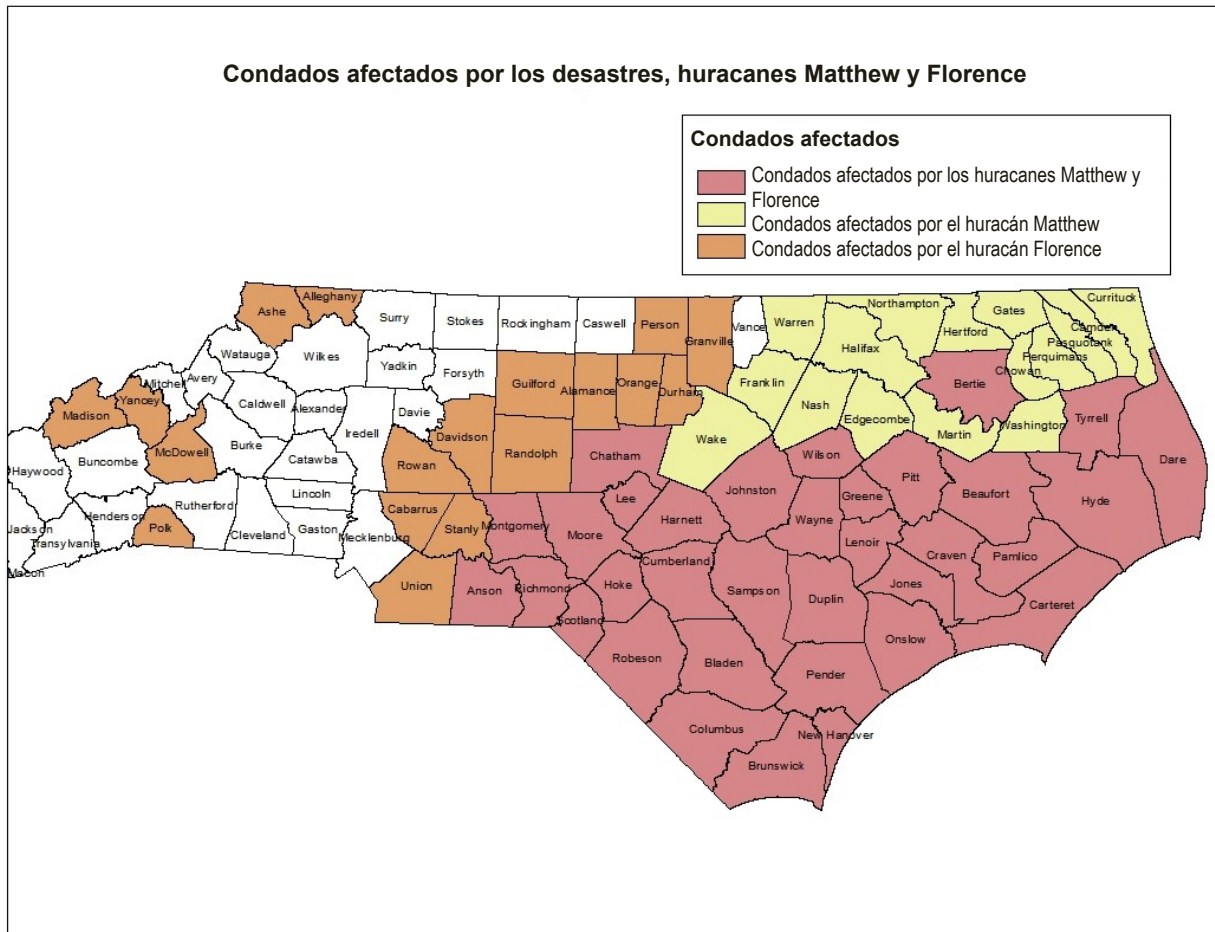 Condados afectados por los desastres, huracanes Matthew y Florence
Condados afectados
Condados afectados por los huracanes Matthew y
Florence
Condados afectados por el huracán Matthew
Condados afectados por el huracán Florence
Ashe
Alleghany
Surry
Stokes
Rockingham
Caswell
Person
Granville
Vance
Warren
Northampton
Gates
Currituck
Camden
Hertford
Pasquotank
Halifax
Perquimans
Watauga
Wilkes
Yadkin
Forsyth
Guilford
Alamance
Orange
Durham
Franklin
Bertie
Chowan
Mitchell
Avery
Madison
Yancey
Caldwell
Alexander
Davie
Nash
Edgecombe
Martin
Washington
Tyrrell
Iredell
Davidson
Randolph
Chatham
Wake
Dare
Buncombe
McDowell
Burke
Catawba
Rowan
Wilson
Haywood
Lincoln
Lee
Johnston
Greene
Pitt
Beaufort
Hyde
Rutherford
Henderson
Polk
Cleveland
Gaston
Mecklenburg
Cabarrus
Stanly
Montgomery
Moore
Harnett
Wayne
Jackson
Transylvania
Lenoir
Craven
Pamlico
Macon
Union
Anson
Richmond
Hoke
Cumberland
Sampson
Duplin
Jones
Carteret
Scotland
Onslow
Robeson
Bladen
Pender
Columbus
New Hanover
Brunswick